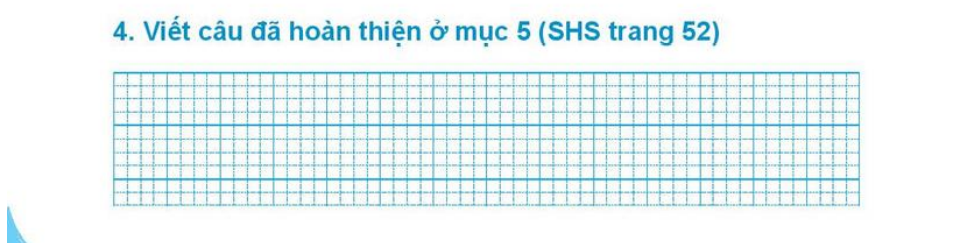 4. Viết câu đã hoàn thiện ở mục 5 (SHS trang 52)